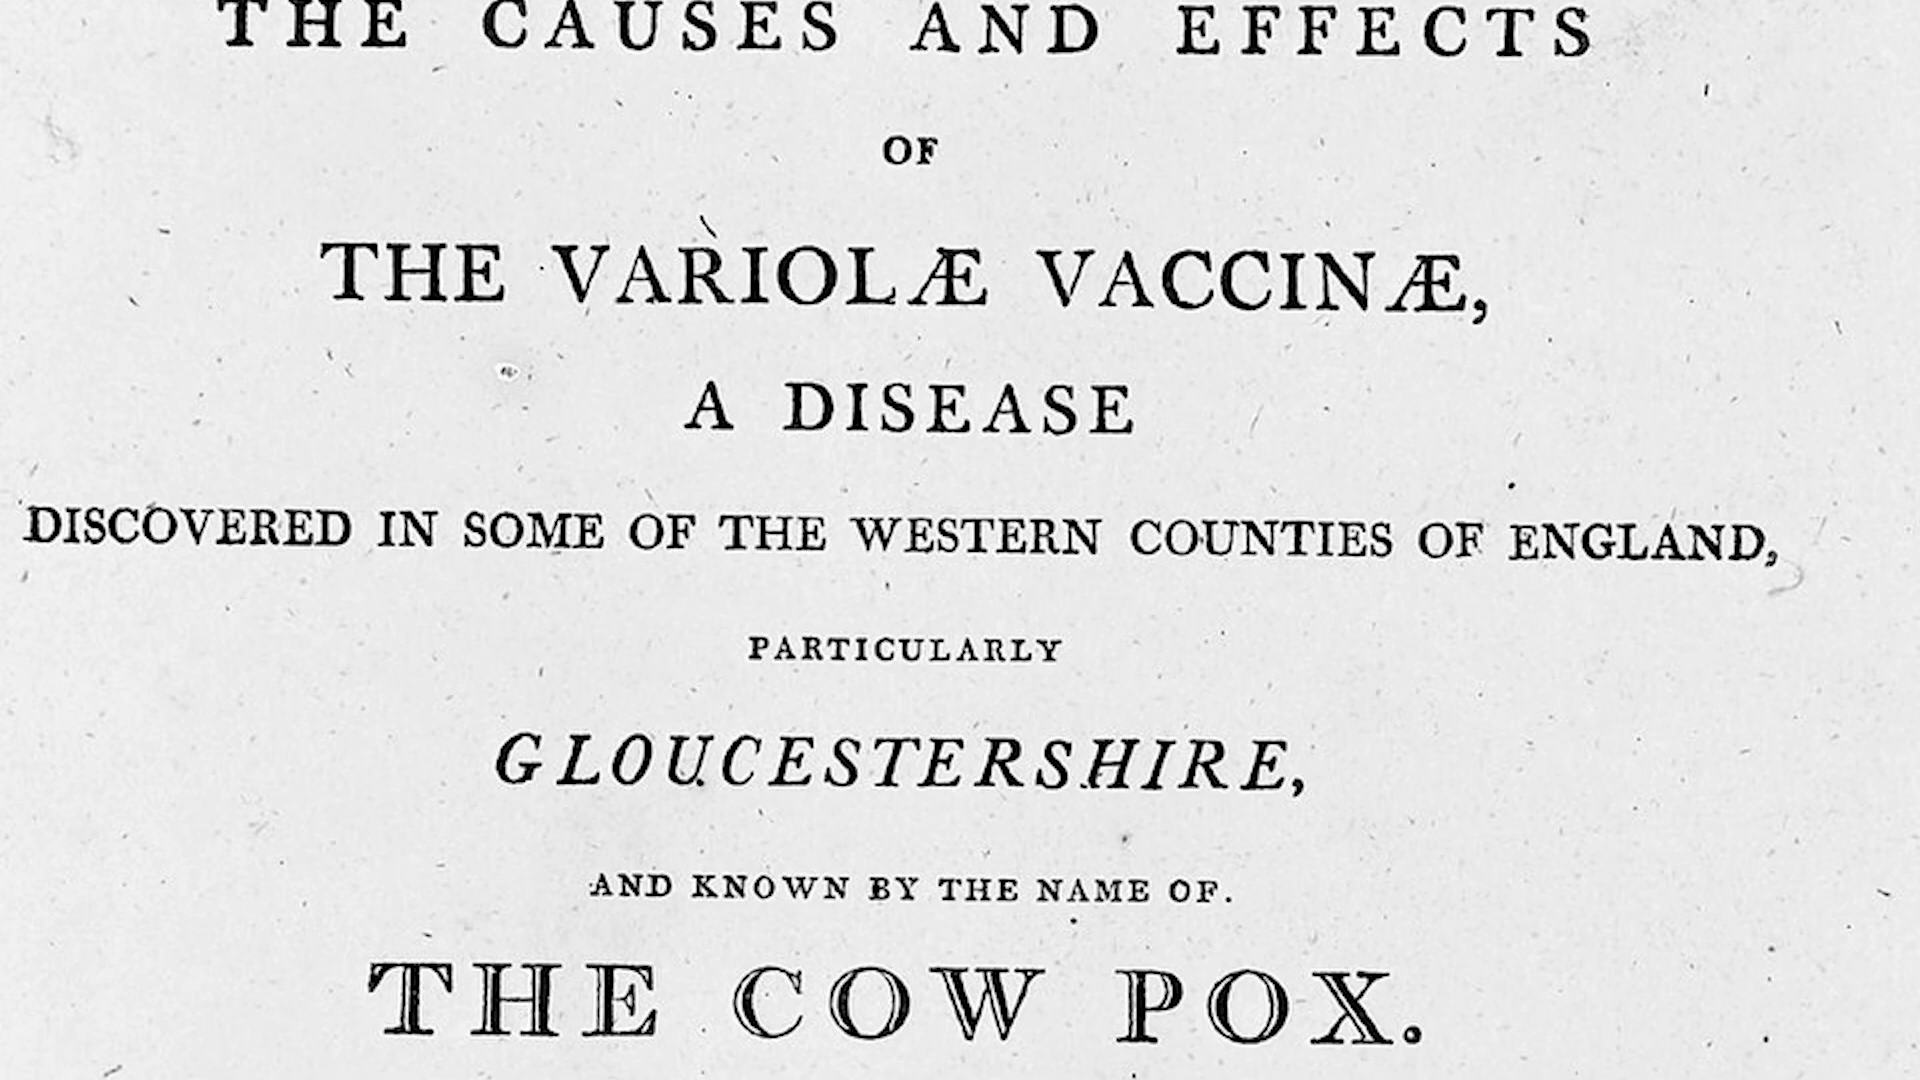 THE CAUSES AND EFFECTS
OF
THE VARIOLÆ VACCINÆ,
A DISEASE
DISCOVERED IN SOME OF THE WESTERN COUNTIES OF ENGLAND,
PARTICULARLY
GLOUCESTERSHIRE,
AND KNOWN BY THE NAME OF.
THE COW POX.